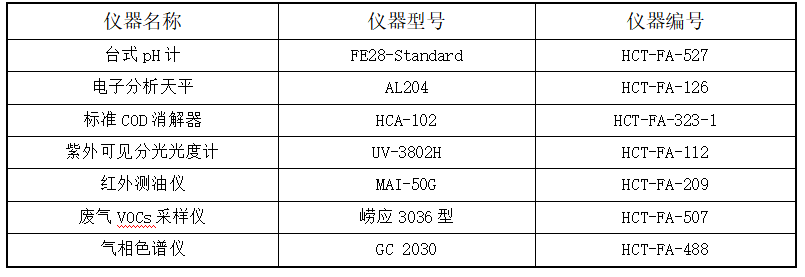 仪器名称 仪器型号 仪器编号
台式 pH 计 FE28-Standard HCT-FA-527
电子分析天平 AL204 HCT-FA-126
标准 COD 消解器 HCA-102 HCT-FA-323-1
紫外可见分光光度计 UV-3802H HCT-FA-112
红外测油仪 MAI-50G HCT-FA-209
废气 VOCs 采样仪 崂应 3036 型 HCT-FA-507
气相色谱仪 GC 2030 HCT-FA-488